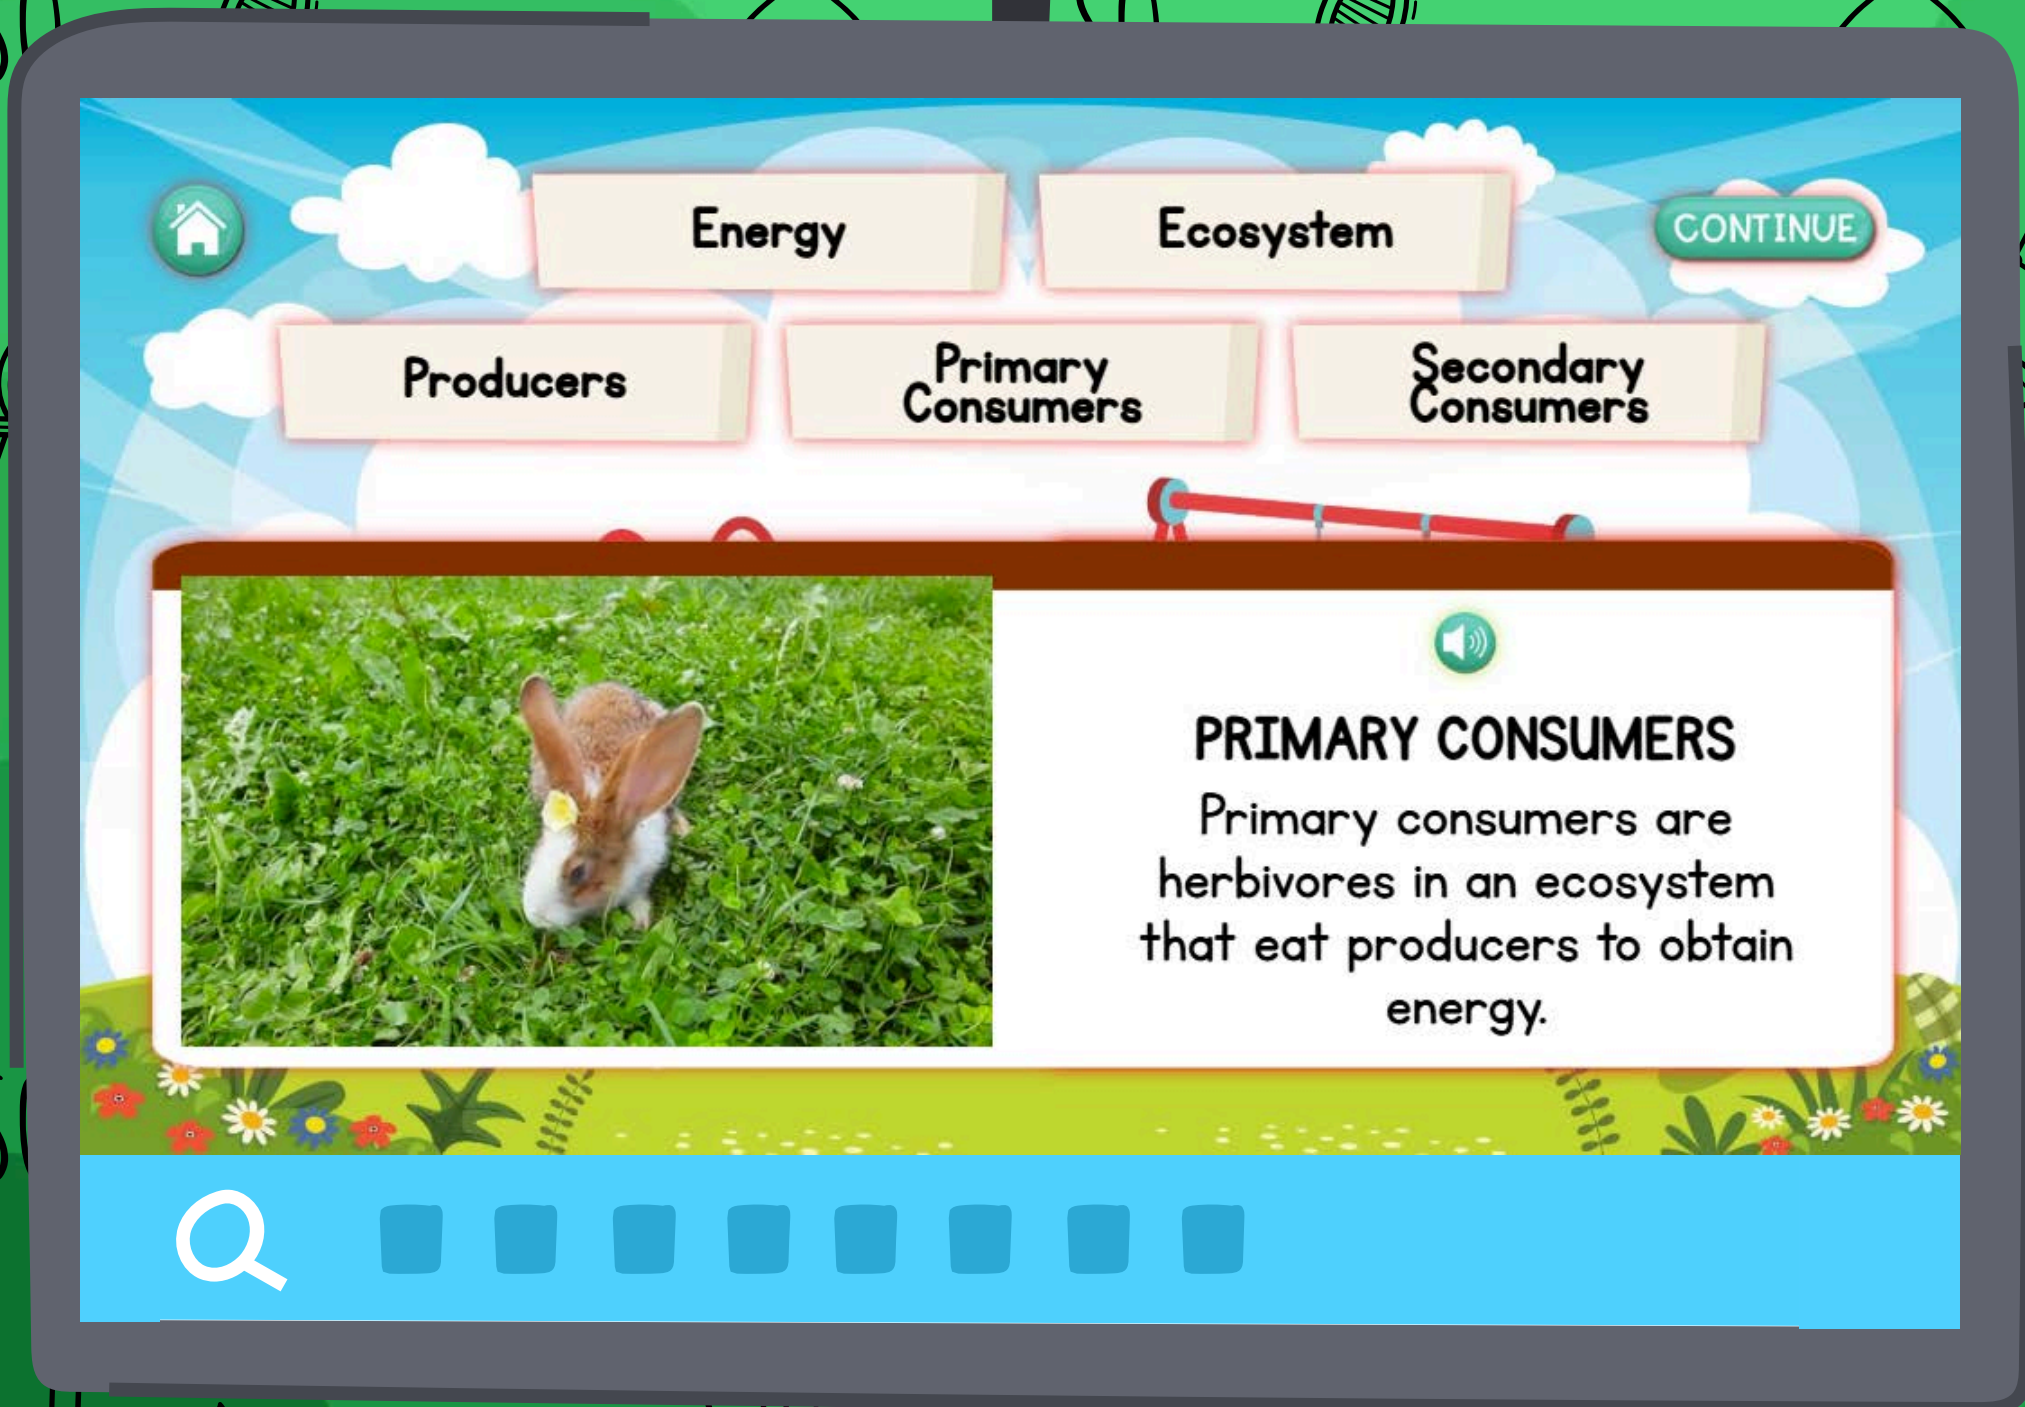 Energy
Ecosystem
CONTINUE
Producers
Primary
Consumers
Secondary
Consumers
PRIMARY CONSUMERS
Primary consumers are
herbivores in an ecosystem
that eat producers to obtain
energy.